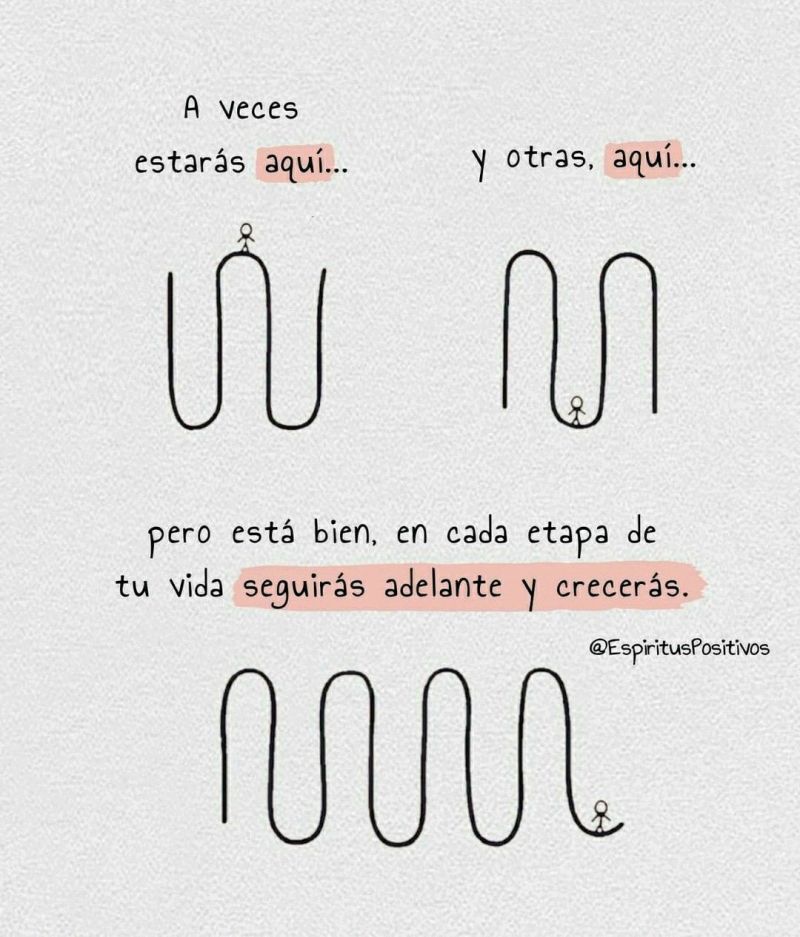 A veces
estarás aquí...
y otras, aquí...
pero está bien, en cada etapa de
tu vida seguirás adelante y crecerás.
@EspiritusPositivos